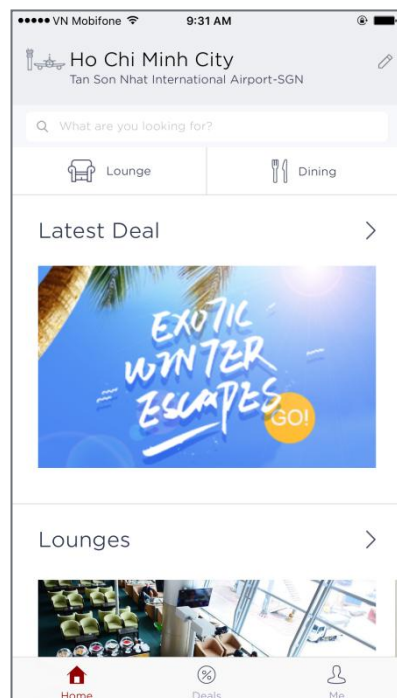 VN Mobifone 9:31 AM
Ho Chi Minh City
Tan Son Nhat International Airport-SGN
What are you looking for?
Lounge Dining
Latest Deal
EXOTIC
WINTER
ESCAPES
GO!
Lounges
Home Deals Me